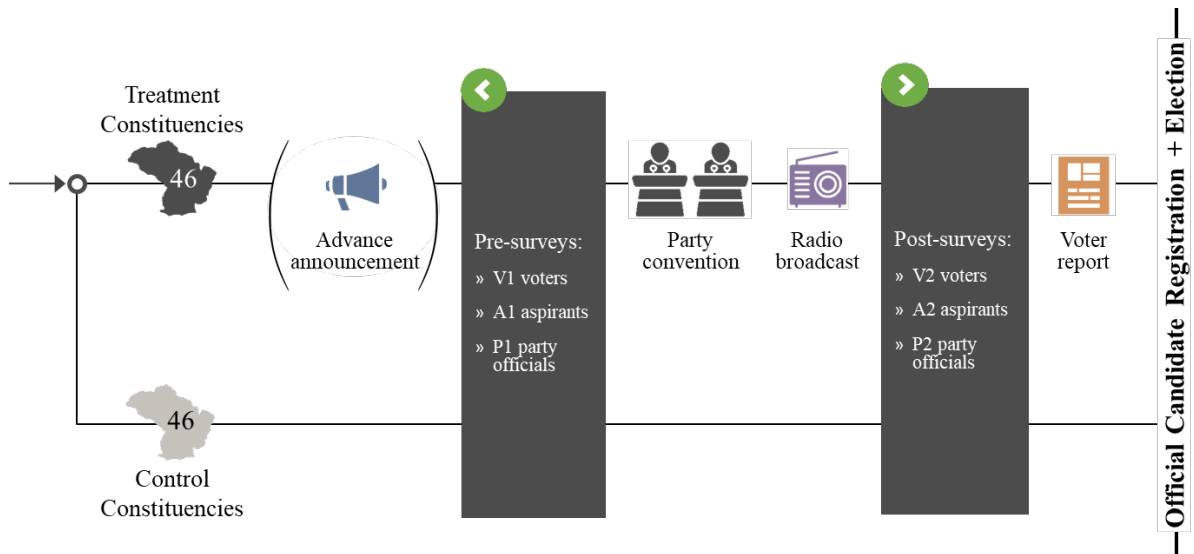 Treatment
Constituencies
46
Advance
announcement
Pre-surveys:
» V1 voters
» A1 aspirants
» P1 party
officials
Party
convention
Radio
broadcast
Post-surveys:
» V2 voters
» A2 aspirants
» P2 party
officials
Voter
report
46
Control
Constituencies
Official Candidate Registration + Election